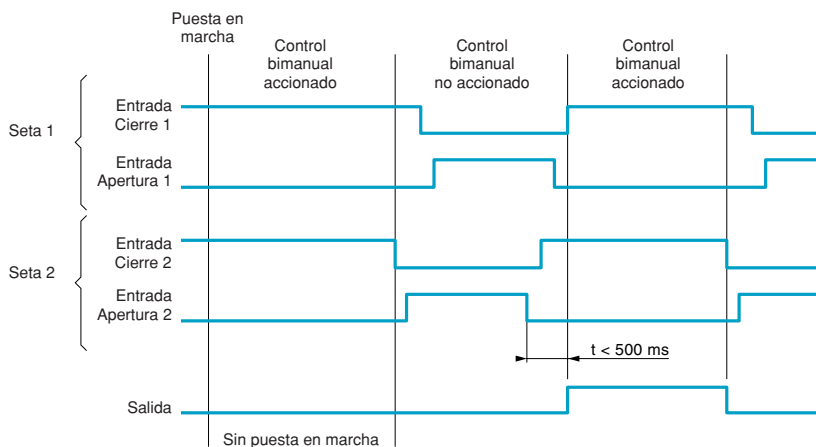 Puesta en
marcha
Control
bimanual
accionado
Control
bimanual
no accionado
Control
bimanual
accionado
Seta 1
Entrada
Cierre 1
Entrada
Apertura 1
Seta 2
Entrada
Cierre 2
Entrada
Apertura 2
t < 500 ms
Salida
Sin puesta en marcha